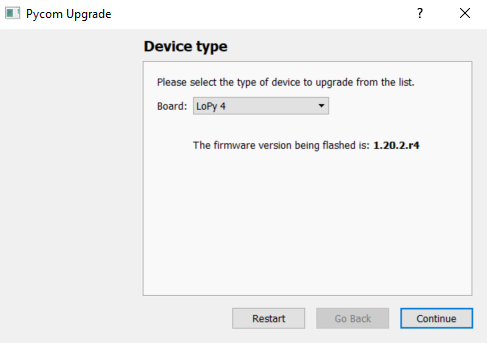 Pycom Upgrade
Device type
Please select the type of device to upgrade from the list.
Board: LoPy 4
The firmware version being flashed is: 1.20.2.r4
Restart Go Back Continue